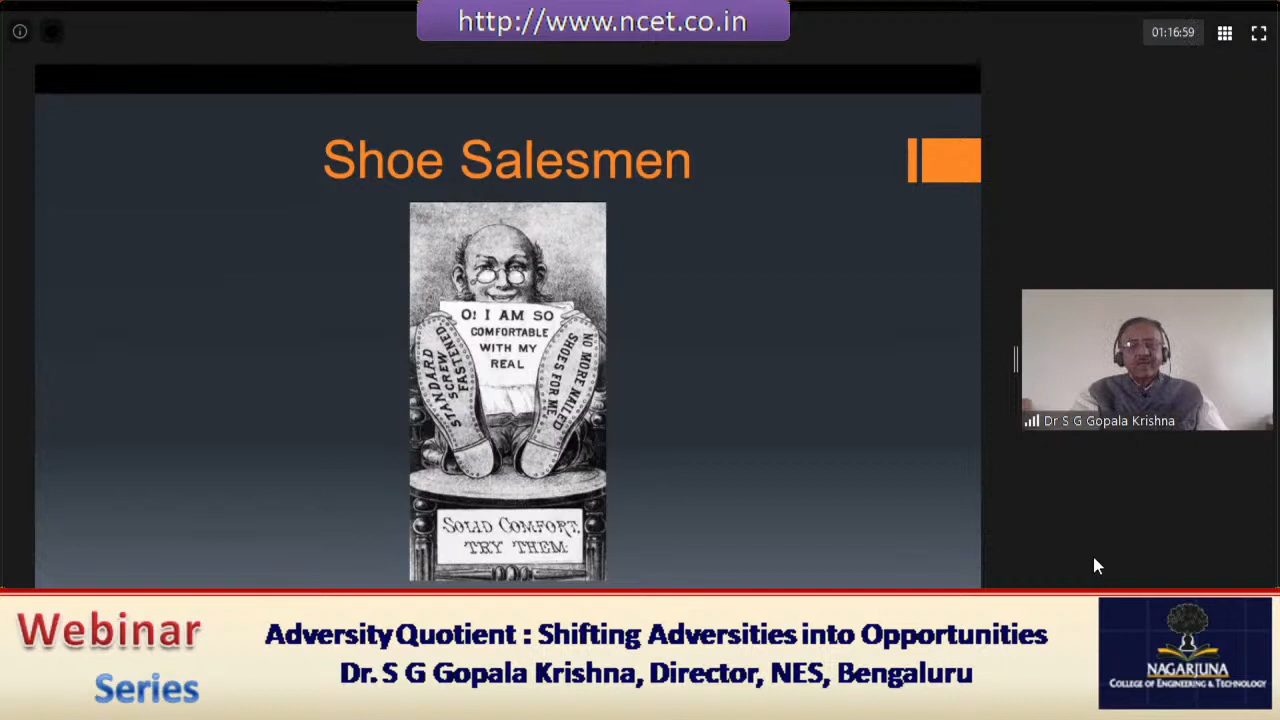 http://www.ncet.co.in
01:16:59
Shoe Salesmen
O! I AM SO
COMFORTABLE
WITH MY
REAL
STANDARD
SCREW
FASTENED
NO MORE NAILED
SHOES FOR ME.
SOLID COMFORT.
TRY THEM.
Dr S G Gopala Krishna
Webinar
Series
Adversity Quotient : Shifting Adversities into Opportunities
Dr. S G Gopala Krishna, Director, NES, Bengaluru
NAGARJUNA
COLLEGE OF ENGINEERING & TECHNOLOGY